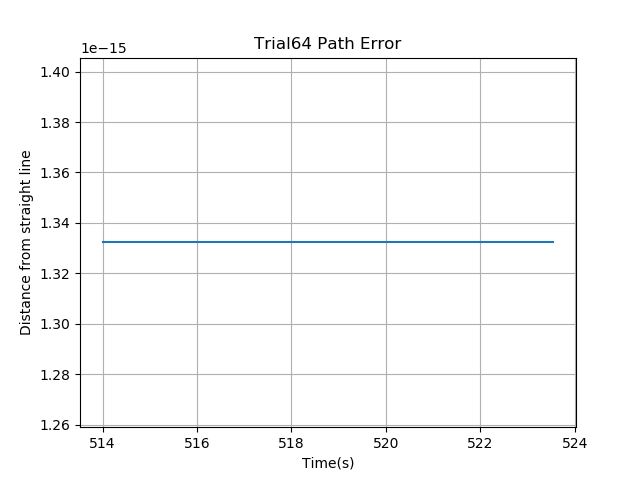 Trial64 Path Error
1e−15
1.40
1.38
1.36
1.34
1.32
1.30
1.28
1.26
Distance from straight line
514 516 518 520 522 524
Time(s)